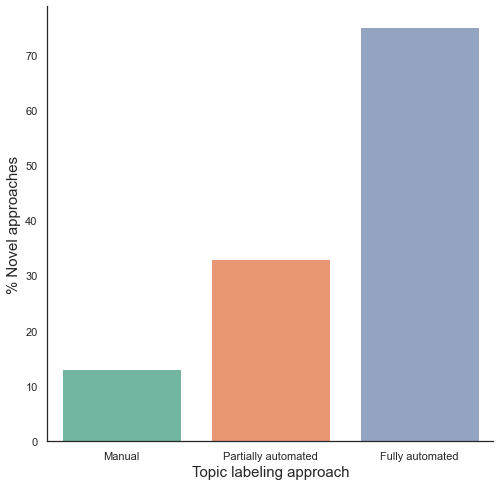 % Novel approaches
70
60
50
40
30
20
10
0
Manual
Partially automated
Fully automated
Topic labeling approach